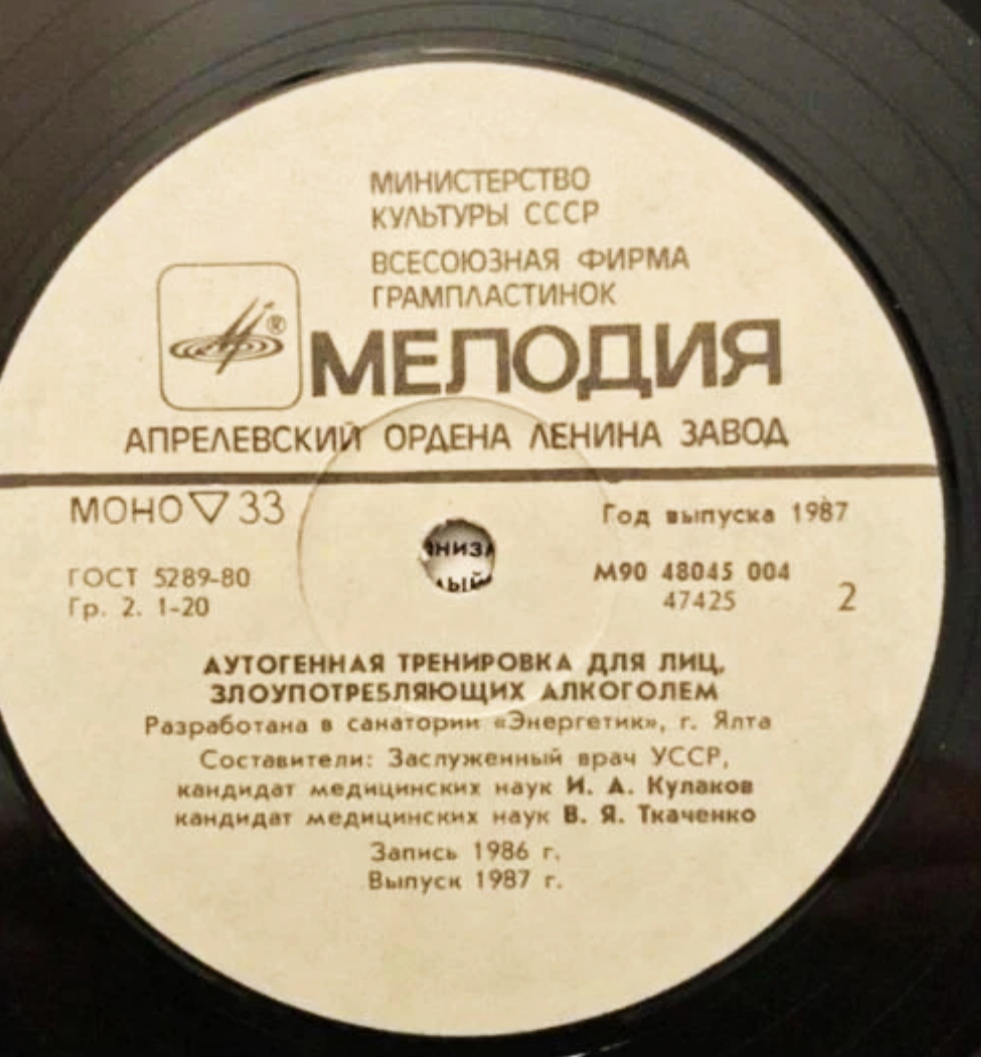 МИНИСТЕРСТВО
КУЛЬТУРЫ СССР
ВСЕСОЮЗНАЯ ФИРМА
ГРАМПЛАСТИНОК
®
МЕЛОДИЯ
АПРЕЛЕВСКИЙ ОРДЕНА ЛЕНИНА ЗАВОД
МОНО ▽ 33
Год выпуска 1987
ГОСТ 5289-80
Гр. 2. 1-20
М90 48045 004
47425
2
АУТОГЕННАЯ ТРЕНИРОВКА ДЛЯ ЛИЦ,
ЗЛОУПОТРЕБЛЯЮЩИХ АЛКОГОЛЕМ
Разработана в санатории «Энергетик», г. Ялта
Составители: Заслуженный врач УССР,
кандидат медицинских наук И. А. Кулаков
кандидат медицинских наук В. Я. Ткаченко
Запись 1986 г.
Выпуск 1987 г.